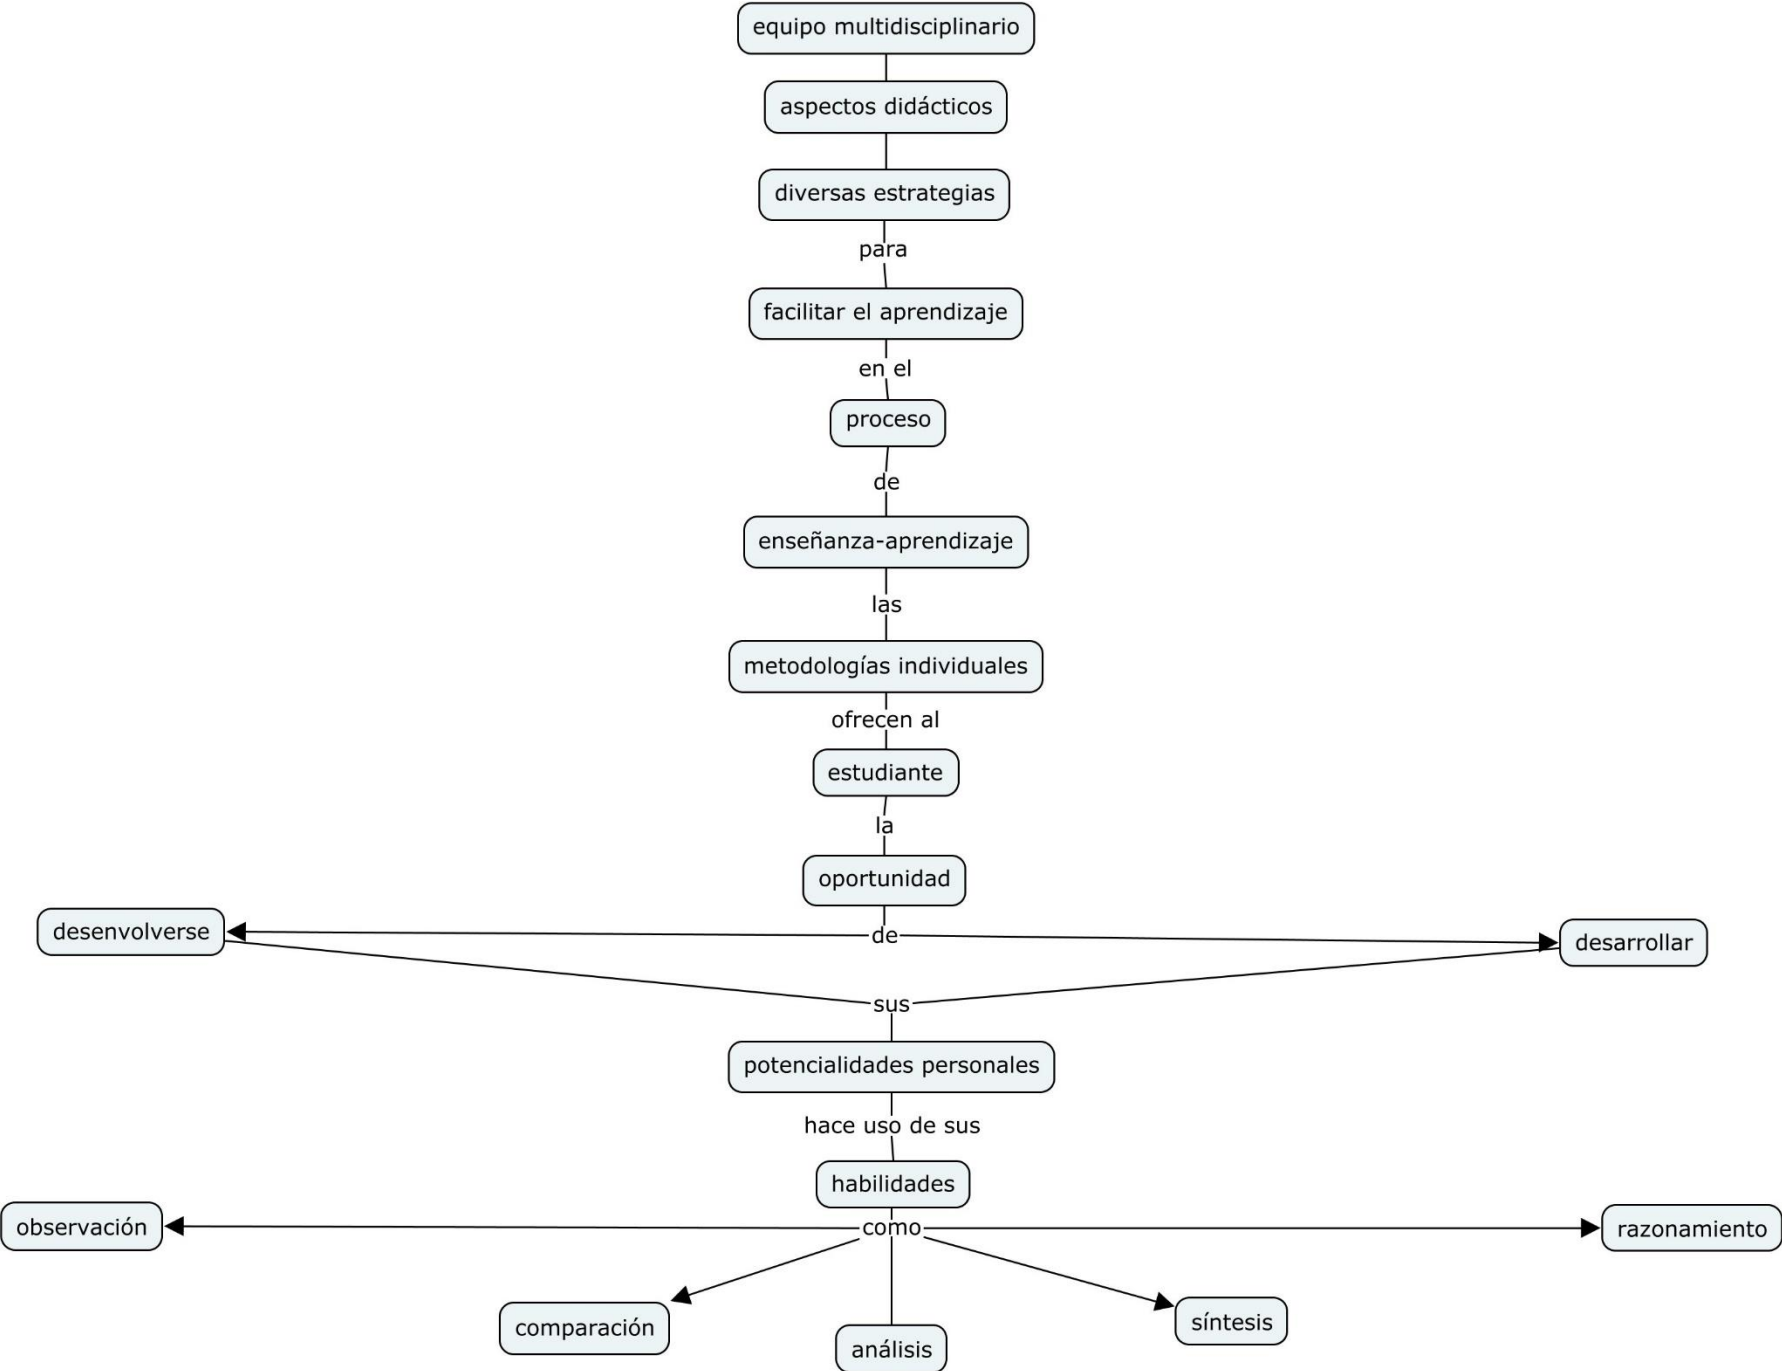 equipo multidisciplinario
aspectos didácticos
diversas estrategias
para
facilitar el aprendizaje
en el
proceso
de
enseñanza-aprendizaje
las
metodologías individuales
ofrecen al
estudiante
la
oportunidad
desenvolverse
de
desarrollar
sus
potencialidades personales
hace uso de sus
habilidades
observación
como
razonamiento
comparación
análisis
síntesis